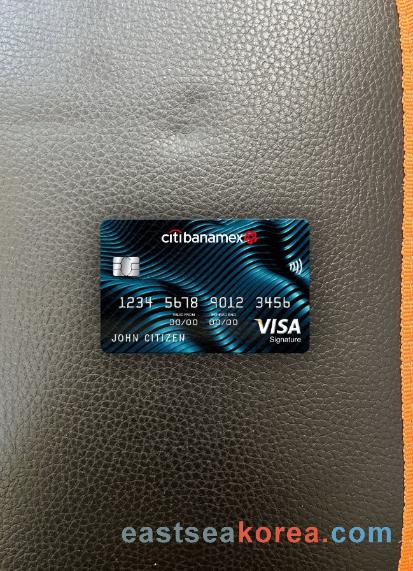 citibanamex
1234 5678 9012 3456
00/00 00/00
JOHN CITIZEN
VISA
Signature
eastseakorea.com